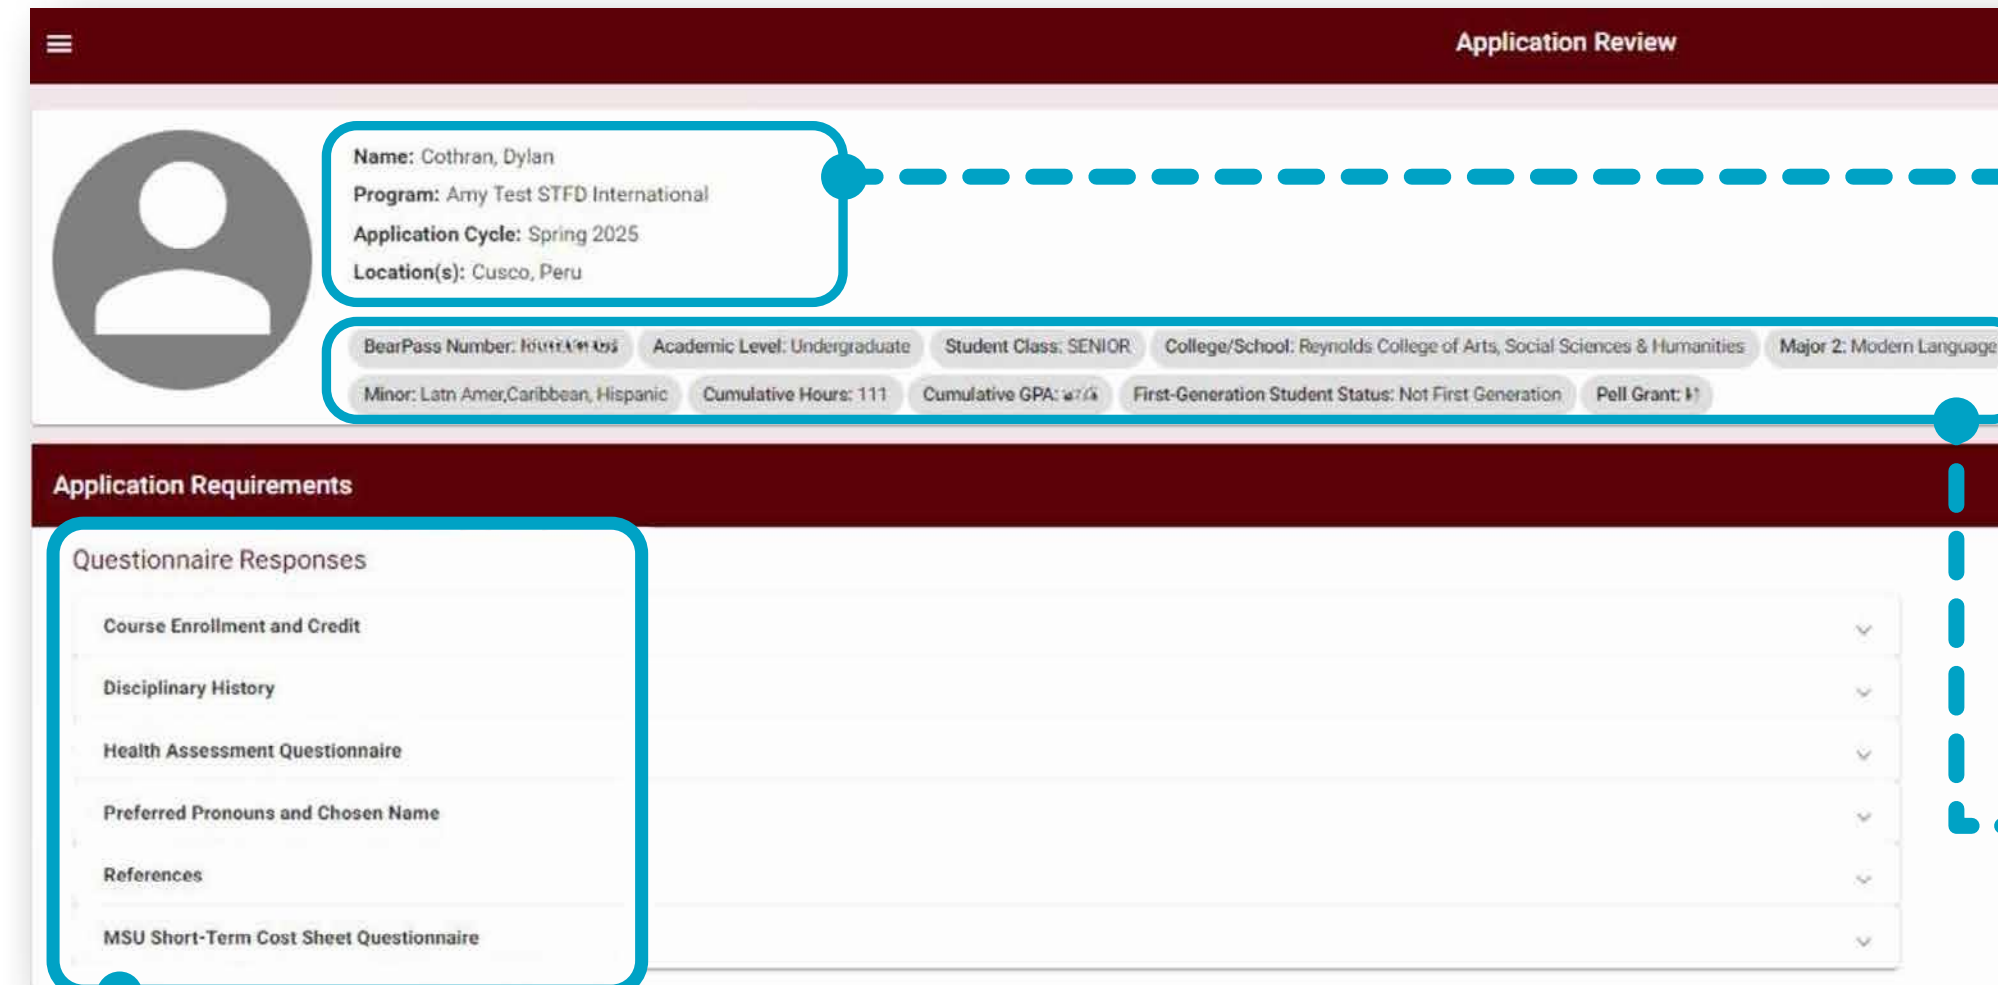 Application Review
Name: Cothran, Dylan
Program: Amy Test STFD International
Application Cycle: Spring 2025
Location(s): Cusco, Peru
BearPass Number: Academic Level: Undergraduate Student Class: SENIOR College/School: Reynolds College of Arts, Social Sciences & Humanities Major 2: Modern Language
Minor: Latn Amer,Caribbean, Hispanic Cumulative Hours: 111 Cumulative GPA: First-Generation Student Status: Not First Generation Pell Grant:
Application Requirements
Questionnaire Responses
Course Enrollment and Credit
Disciplinary History
Health Assessment Questionnaire
Preferred Pronouns and Chosen Name
References
MSU Short-Term Cost Sheet Questionnaire